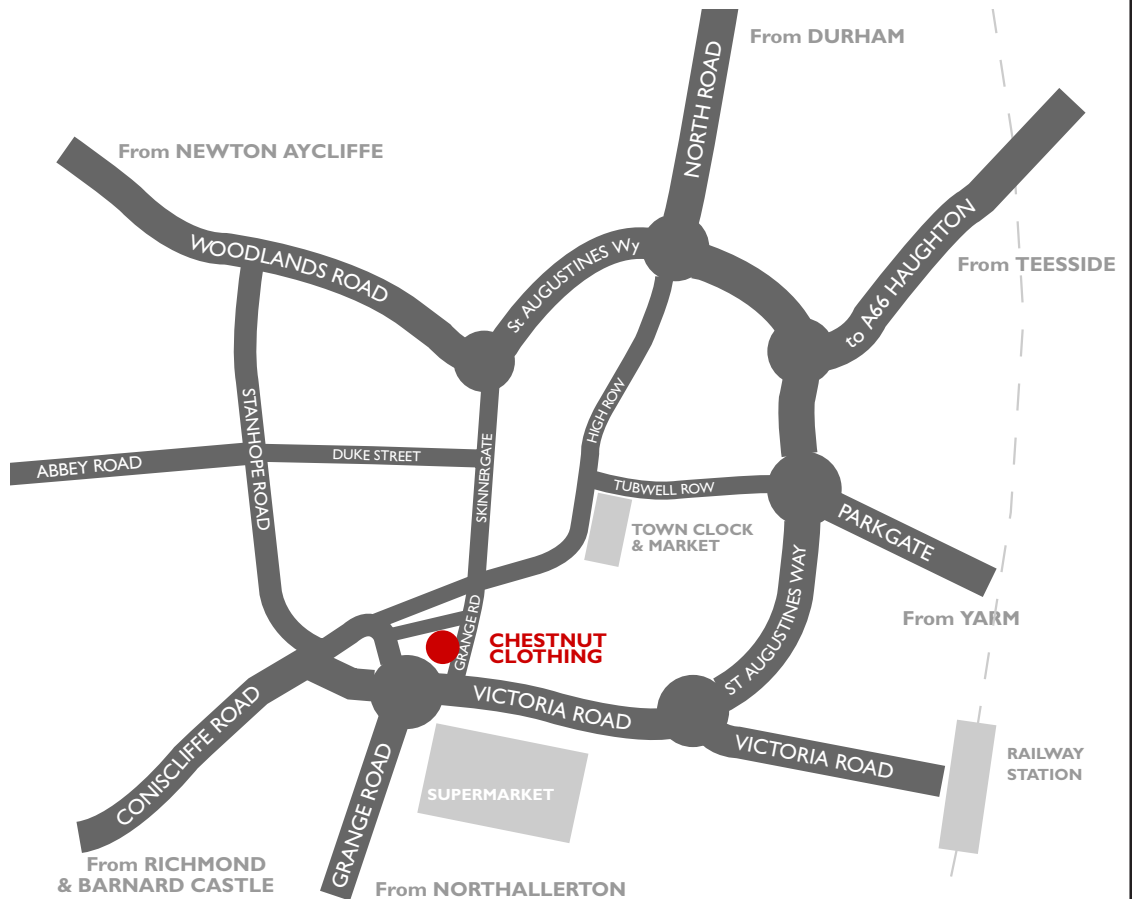 From DURHAM
NORTH ROAD
From NEWTON AYCLIFFE
WOODLANDS ROAD
St AUGUSTINES Wy
to A66 HAUGHTON
From TEESSIDE
STANHOPE ROAD
HIGH ROW
ABBEY ROAD
DUKE STREET
SKINNERGATE
TUBWELL ROW
TOWN CLOCK
& MARKET
PARKGATE
From YARM
ST AUGUSTINES WAY
GRANGE RD
CHESTNUT
CLOTHING
VICTORIA ROAD
VICTORIA ROAD
RAILWAY
STATION
CONISCLIFFE ROAD
GRANGE ROAD
SUPERMARKET
From RICHMOND
& BARNARD CASTLE
From NORTHALLERTON